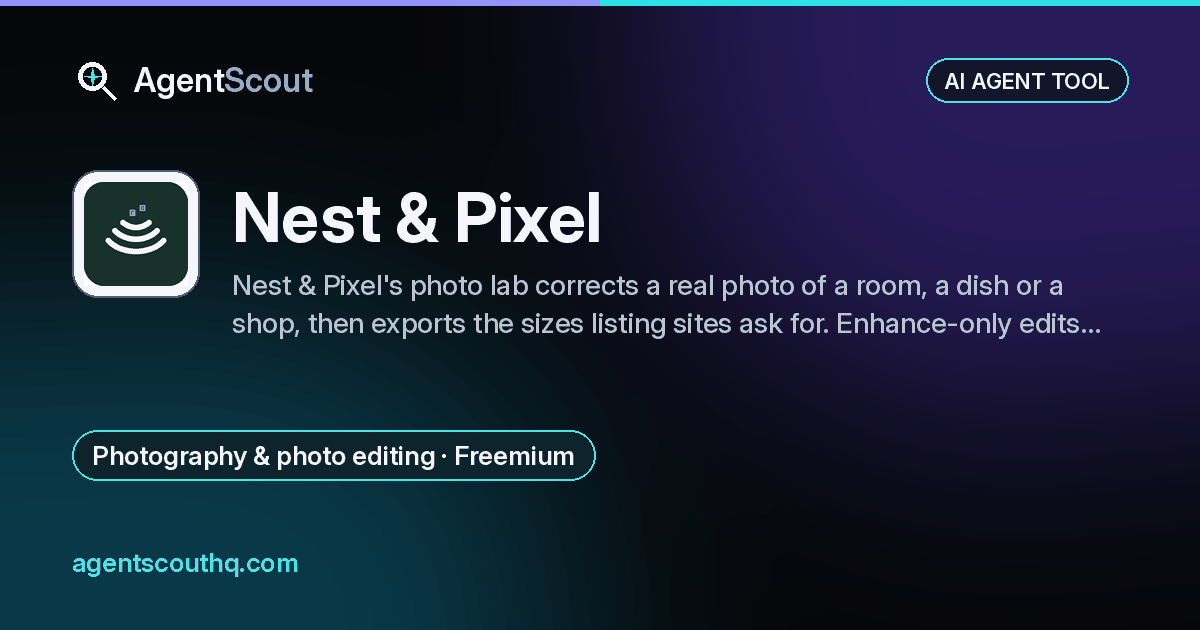 AgentScout
AI AGENT TOOL
Nest & Pixel
Nest & Pixel's photo lab corrects a real photo of a room, a dish or a
shop, then exports the sizes listing sites ask for. Enhance-only edits...
Photography & photo editing · Freemium
agentscouthq.com